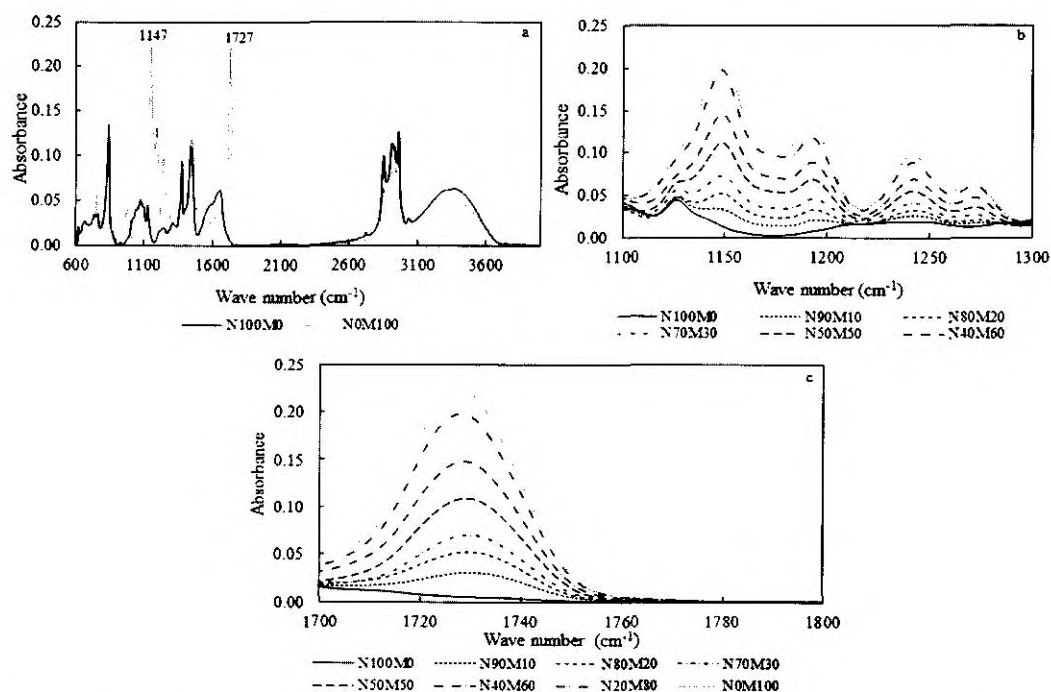 0.25
0.20
0.15
0.10
0.05
0.00
Absorbance
1147
1727
a
600
1100
1600
2100
2600
3100
3600
Wave number (cm-1)
N100M0
N0M100
0.25
0.20
0.15
0.10
0.05
0.00
Absorbance
b
1100
1150
1200
1250
1300
Wave number (cm-1)
N100M0
N90M10
N80M20
N70M30
N50M50
N40M60
0.25
0.20
0.15
0.10
0.05
0.00
Absorbance
c
1700
1720
1740
1760
1780
1800
Wave number (cm-1)
N100M0
N90M10
N80M20
N70M30
N50M50
N40M60
N20M80
N0M100